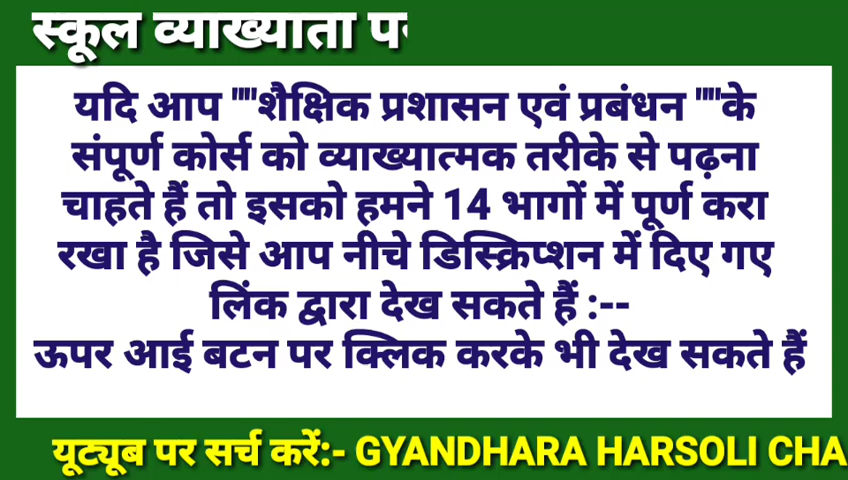 स्कूल व्याख्याता
यदि आप ""शैक्षिक प्रशासन एवं प्रबंधन ""के
संपूर्ण कोर्स को व्याख्यात्मक तरीके से पढ़ना
चाहते हैं तो इसको हमने 14 भागों में पूर्ण करा
रखा है जिसे आप नीचे डिस्क्रिप्शन में दिए गए
लिंक द्वारा देख सकते हैं :--
ऊपर आई बटन पर क्लिक करके भी देख सकते हैं
यूट्यूब पर सर्च करें:- GYANDHARA HARSOLI CHA